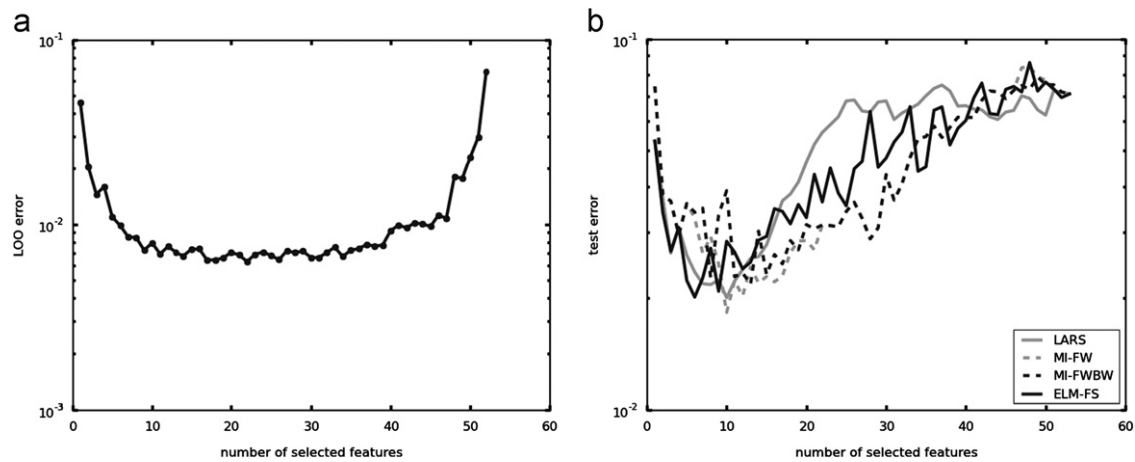 a
10^-1
10^-2
10^-3
LOO error
0 10 20 30 40 50 60
number of selected features
b
10^-1
10^-2
test error
LARS
MI-FW
MI-FWBW
ELM-FS
0 10 20 30 40 50 60
number of selected features